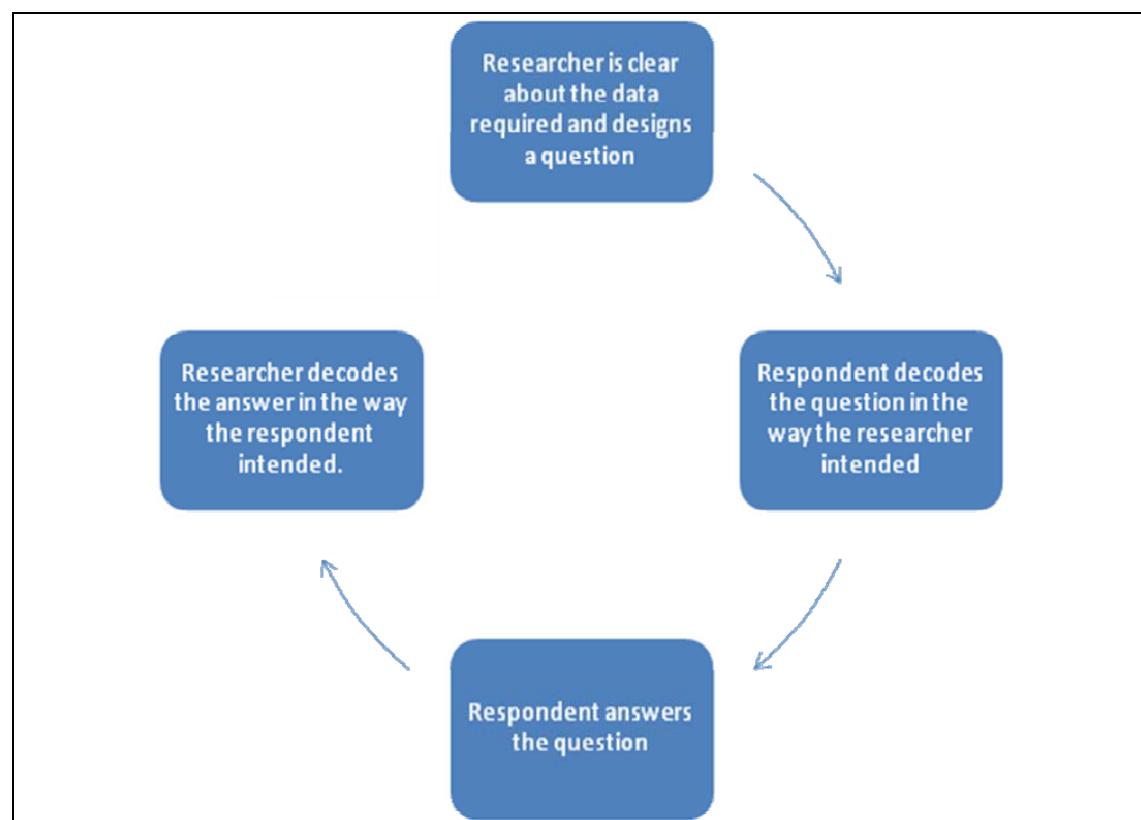 Researcher is clear
about the data
required and designs
a question
Respondent decodes
the question in the
way the researcher
intended
Respondent answers
the question
Researcher decodes
the answer in the way
the respondent
intended.